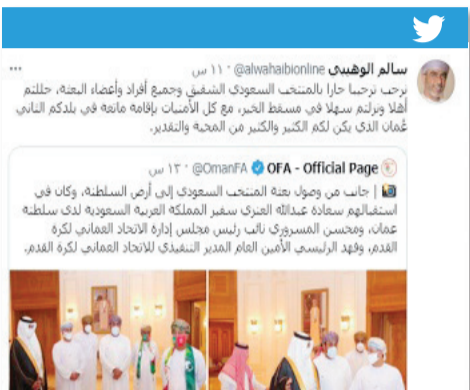 سالم الوهيبي @alwahaibionline · ١١ س
نرحب ترحيبا حارا بالمنتخب السعودي الشقيق وجميع أفراد وأعضاء البعثة، حللتم
أهلا ونزلتم سهلا في مسقط الخير، مع كل الأمنيات بإقامة ماتعة في بلدكم الثاني
عُمان الذي يكن لكم الكثير والكثير من المحبة والتقدير.
OFA - Official Page @OmanFA · ١٣ س
| جانب من وصول بعثة المنتخب السعودي إلى أرض السلطنة، وكان في
استقبالهم سعادة عبدالله العنزي سفير المملكة العربية السعودية لدى سلطنة
عمان، ومحسن المسروري نائب رئيس مجلس إدارة الاتحاد العماني لكرة
القدم، وفهد الرئيسي الأمين العام المدير التنفيذي للاتحاد العماني لكرة القدم.